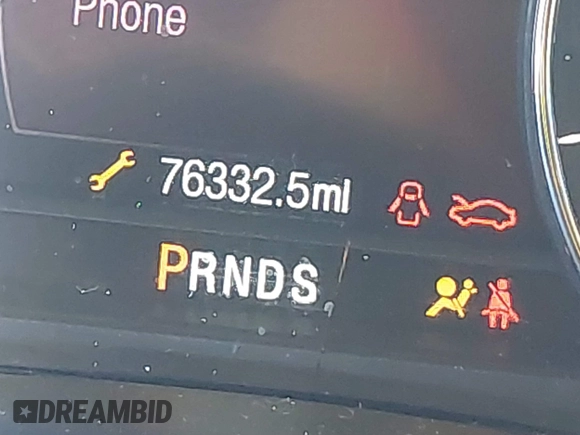 Phone
76332.5mi
PRNDS
DREAMBID